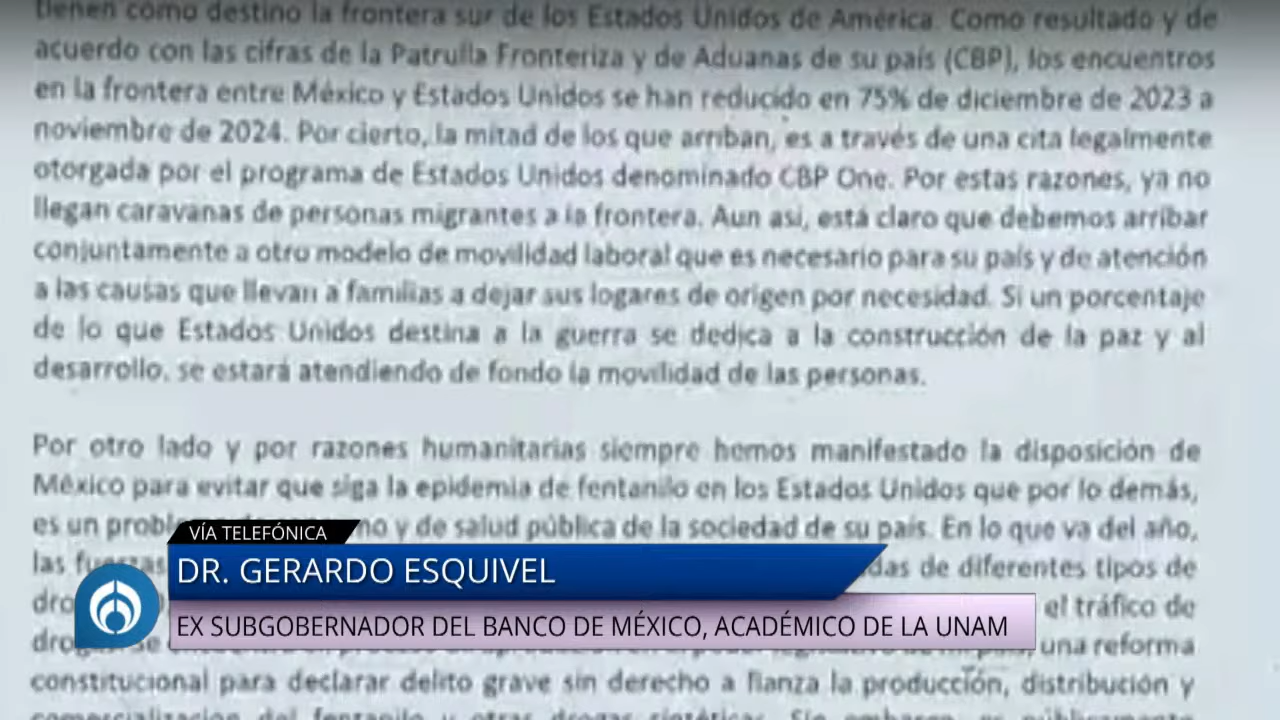 tienen como destino la frontera sur de los Estados Unidos de América. Como resultado y de
acuerdo con las cifras de la Patrulla Fronteriza y de Aduanas de su país (CBP), los encuentros
en la frontera entre México y Estados Unidos se han reducido en 75% de diciembre de 2023 a
noviembre de 2024. Por cierto, la mitad de los que arriban, es a través de una cita legalmente
otorgada por el programa de Estados Unidos denominado CBP One. Por estas razones, ya no
llegan caravanas de personas migrantes a la frontera. Aun así, está claro que debemos arribar
conjuntamente a otro modelo de movilidad laboral que es necesario para su país y de atención
a las causas que llevan a familias a dejar sus logares de origen por necesidad. Si un porcentaje
de lo que Estados Unidos destina a la guerra se dedica a la construcción de la paz y al
desarrollo, se estará atendiendo de fondo la movilidad de las personas.
Por otro lado y por razones humanitarias siempre hemos manifestado la disposición de
México para evitar que siga la epidemia de fentanilo en los Estados Unidos que por lo demás,
es un y de salud pública de la sociedad de su país. En lo que va del año,
las de diferentes tipos de
el tráfico de
una reforma
constitucional para declarar delito grave sin derecho a fianza la producción, distribución y
VÍA TELEFÓNICA
DR. GERARDO ESQUIVEL
EX SUBGOBERNADOR DEL BANCO DE MÉXICO, ACADÉMICO DE LA UNAM